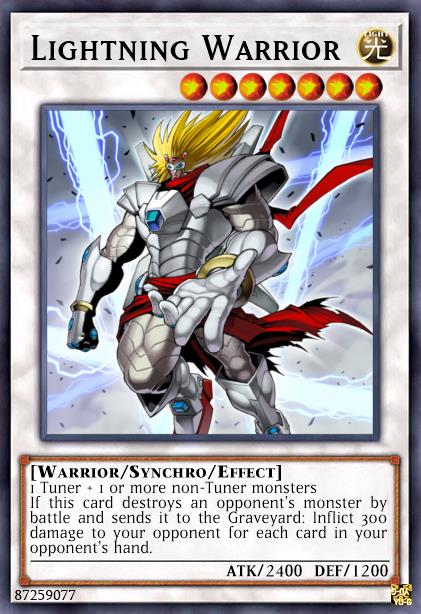 Lightning Warrior
LIGHT
光
[Warrior/Synchro/Effect]
1 Tuner + 1 or more non-Tuner monsters
If this card destroys an opponent's monster by
battle and sends it to the Graveyard: Inflict 300
damage to your opponent for each card in your
opponent's hand.
ATK/2400 DEF/1200
87259077